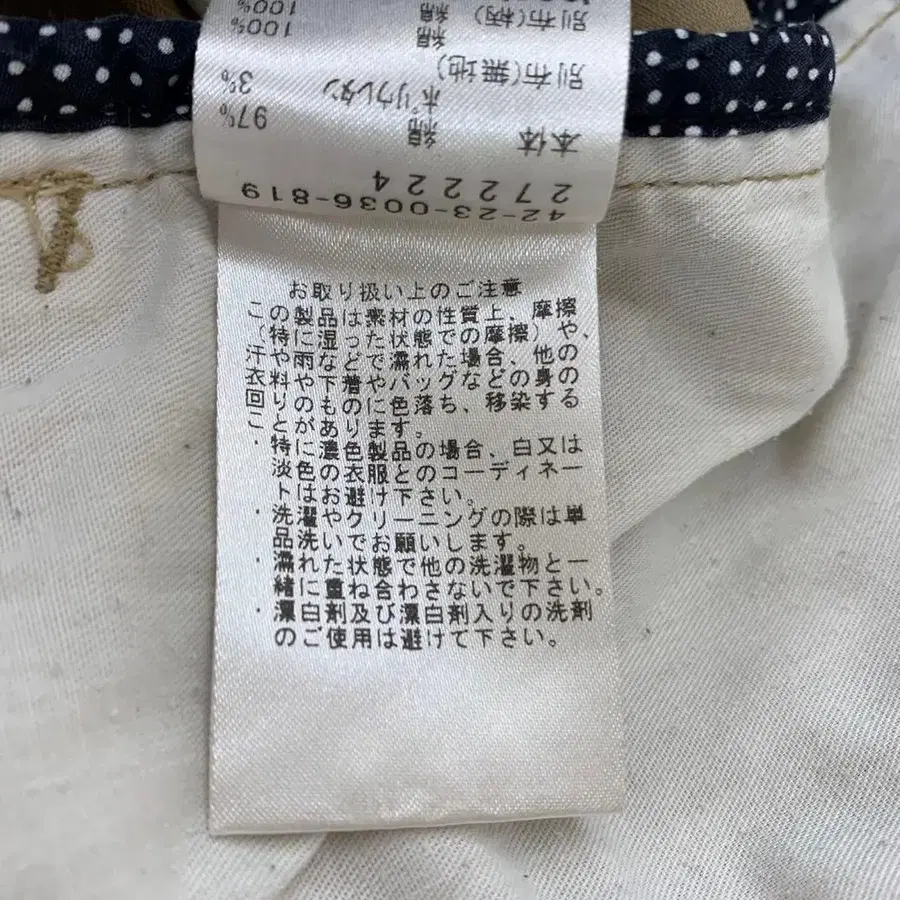 42-23-0036-819
272224
本体 綿 97%
ポリウレタン 3%
別布(無地) 綿 100%
別布(柄) 綿 100%
お取り扱い上のご注意
この製品は素材の性質上、摩擦
(特に湿った状態での摩擦)や、
汗や雨などで濡れた場合、他の
衣料や下着やバッグなどの身の
回りのものに色落ち、移染する
ことがあります。
・特に濃色製品の場合、白又は
淡色の衣服とのコーディネー
トはお避け下さい。
・洗濯やクリーニングの際は単
品洗いでお願いします。
・濡れた状態で他の洗濯物と一
緒に重ね合わさないで下さい。
・漂白剤及び漂白剤入りの洗剤
のご使用は避けて下さい。